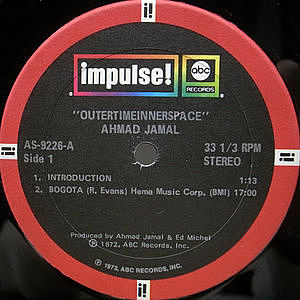 impulse! abc RECORDS
"OUTERTIMEINNERSPACE"
AHMAD JAMAL
AS-9226-A 33 1/3 RPM
Side 1 STEREO
1. INTRODUCTION 1:13
2. BOGOTA (R. Evans) Hema Music Corp. (BMI) 17:00
Produced by Ahmad Jamal & Ed Michel
℗ 1972, ABC Records, Inc.
© 1973, ABC RECORDS, INC.